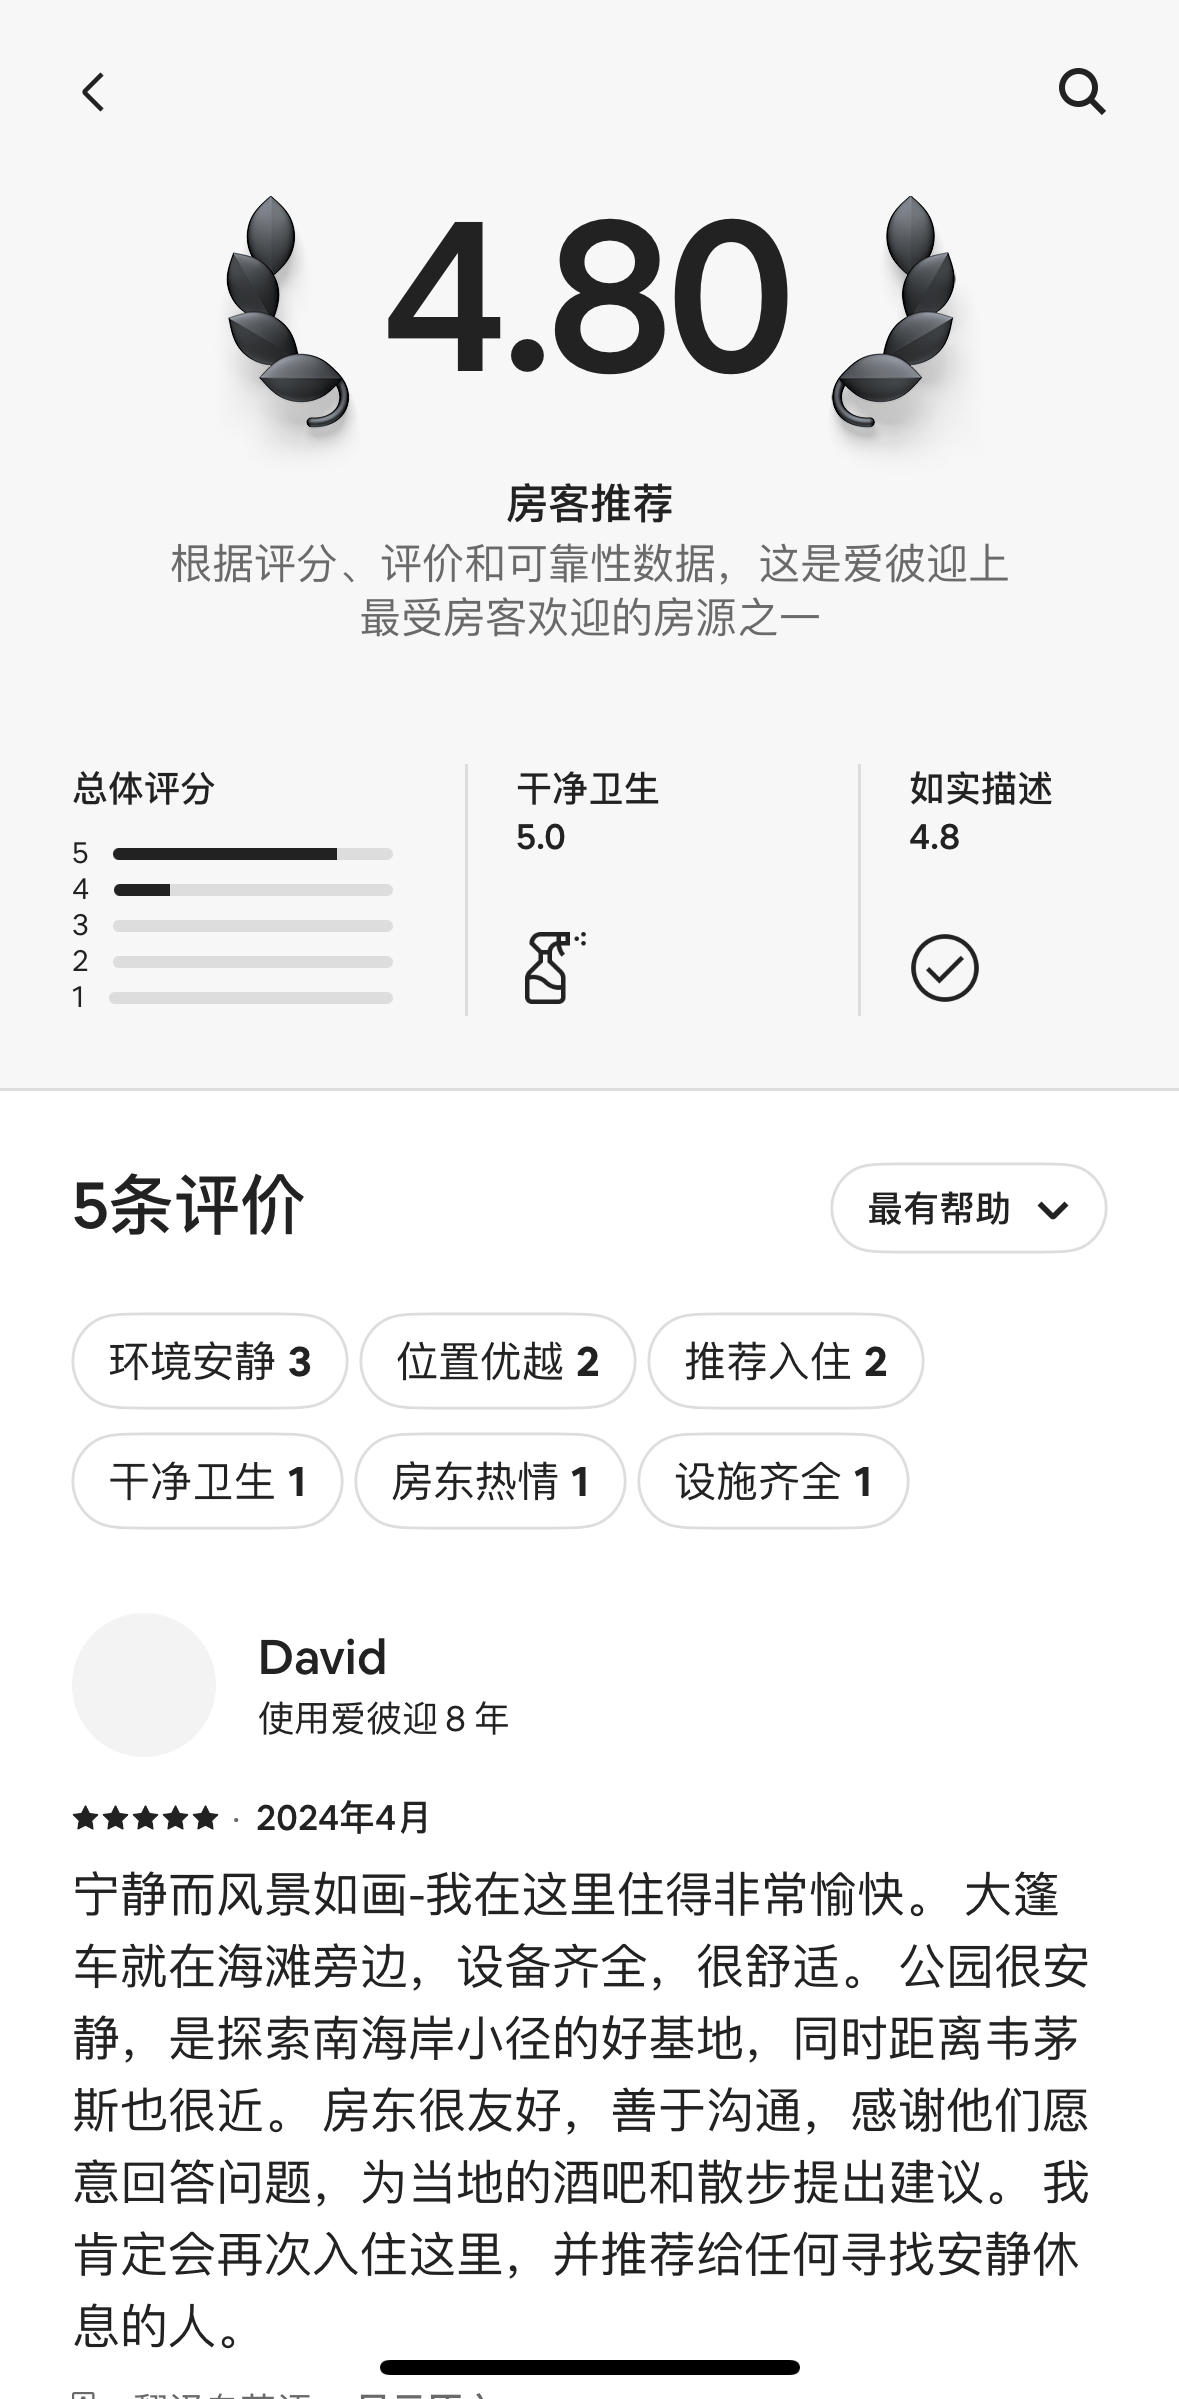 4.80
房客推荐
根据评分、评价和可靠性数据，这是爱彼迎上
最受房客欢迎的房源之一
总体评分
5
4
3
2
1
干净卫生
5.0
如实描述
4.8
5条评价
最有帮助
环境安静 3
位置优越 2
推荐入住 2
干净卫生 1
房东热情 1
设施齐全 1
David
使用爱彼迎 8 年
★★★★★ · 2024年4月
宁静而风景如画-我在这里住得非常愉快。 大篷
车就在海滩旁边，设备齐全，很舒适。 公园很安
静，是探索南海岸小径的好基地，同时距离韦茅
斯也很近。 房东很友好，善于沟通，感谢他们愿
意回答问题，为当地的酒吧和散步提出建议。 我
肯定会再次入住这里，并推荐给任何寻找安静休
息的人。